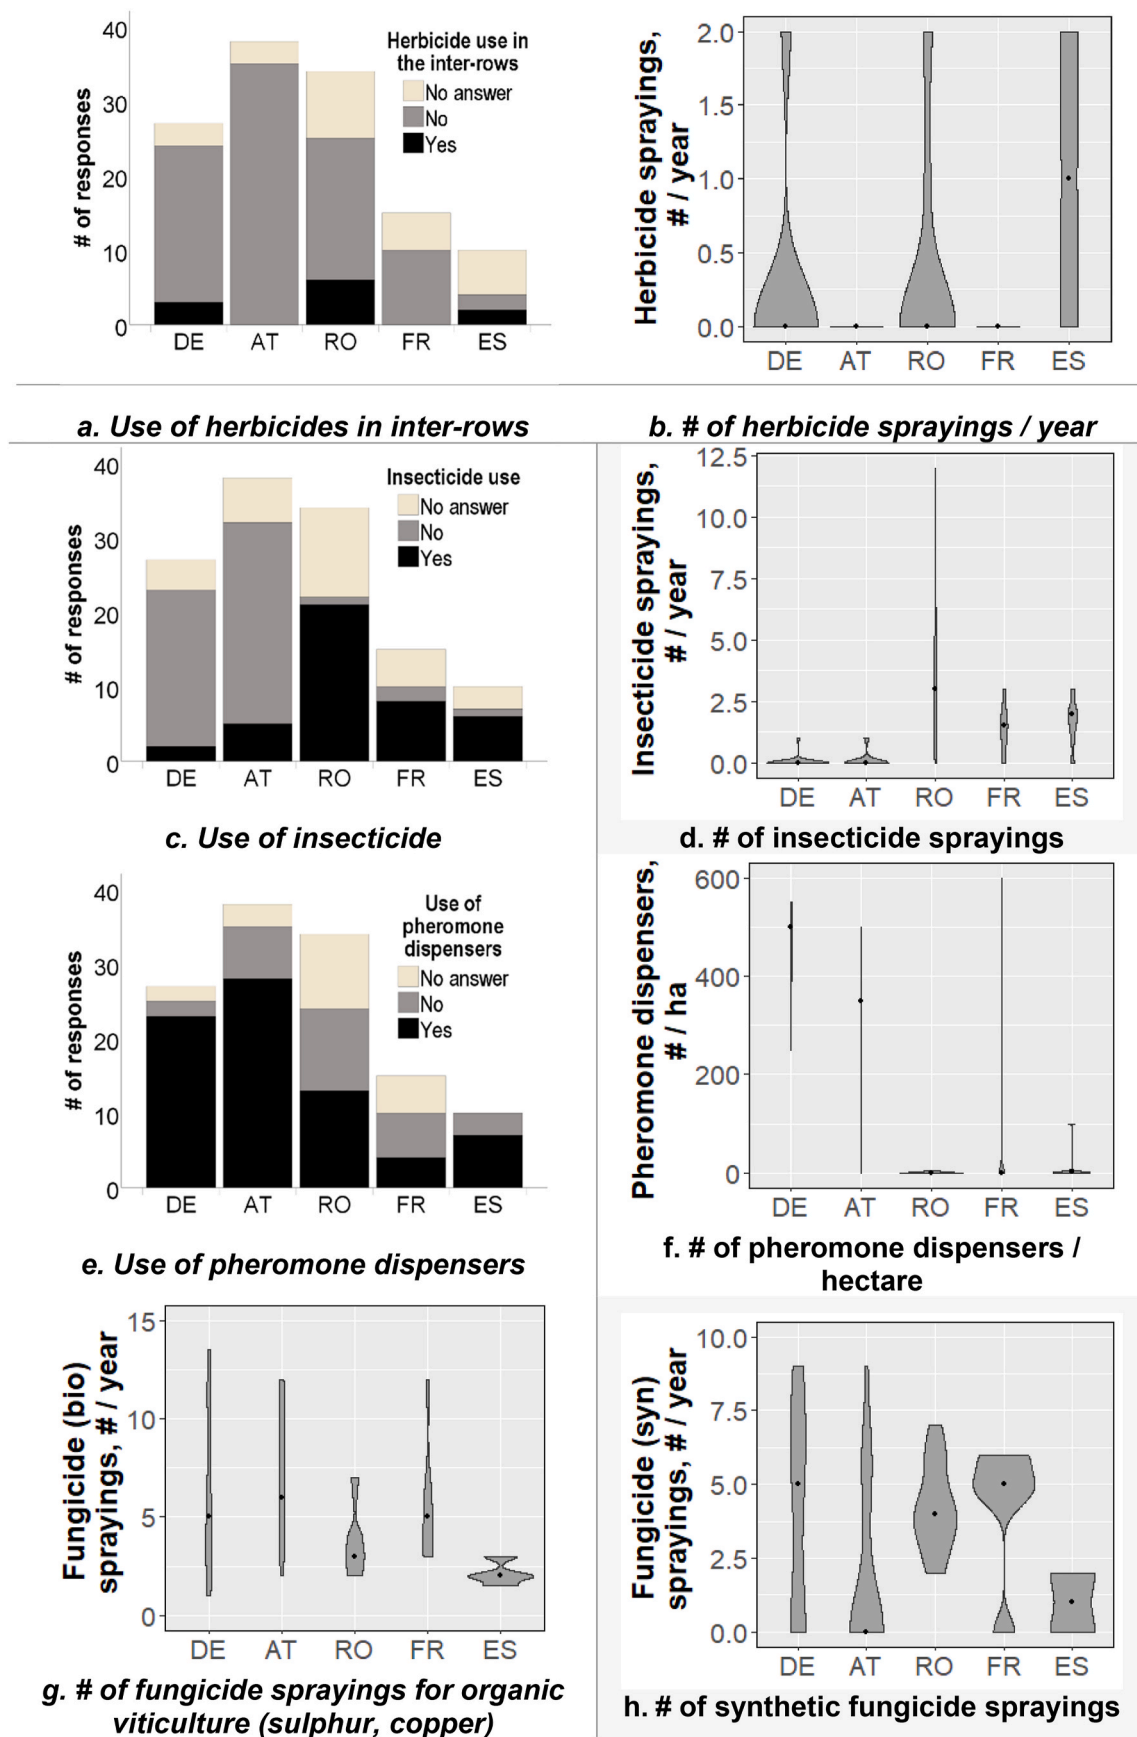 # of responses
40
30
20
10
0
Herbicide use in
the inter-rows
No answer
No
Yes
DE AT RO FR ES
a. Use of herbicides in inter-rows
Herbicide sprayings,
# / year
2.0
1.5
1.0
0.5
0.0
DE AT RO FR ES
b. # of herbicide sprayings / year
# of responses
40
30
20
10
0
Insecticide use
No answer
No
Yes
DE AT RO FR ES
c. Use of insecticide
Insecticide sprayings,
# / year
12.5
10.0
7.5
5.0
2.5
0.0
DE AT RO FR ES
d. # of insecticide sprayings
# of responses
40
30
20
10
0
Use of
pheromone
dispensers
No answer
No
Yes
DE AT RO FR ES
e. Use of pheromone dispensers
Pheromone dispensers,
# / ha
600
400
200
0
DE AT RO FR ES
f. # of pheromone dispensers /
hectare
Fungicide (bio)
sprayings, # / year
15
10
5
0
DE AT RO FR ES
g. # of fungicide sprayings for organic
viticulture (sulphur, copper)
Fungicide (syn)
sprayings, # / year
10.0
7.5
5.0
2.5
0.0
DE AT RO FR ES
h. # of synthetic fungicide sprayings